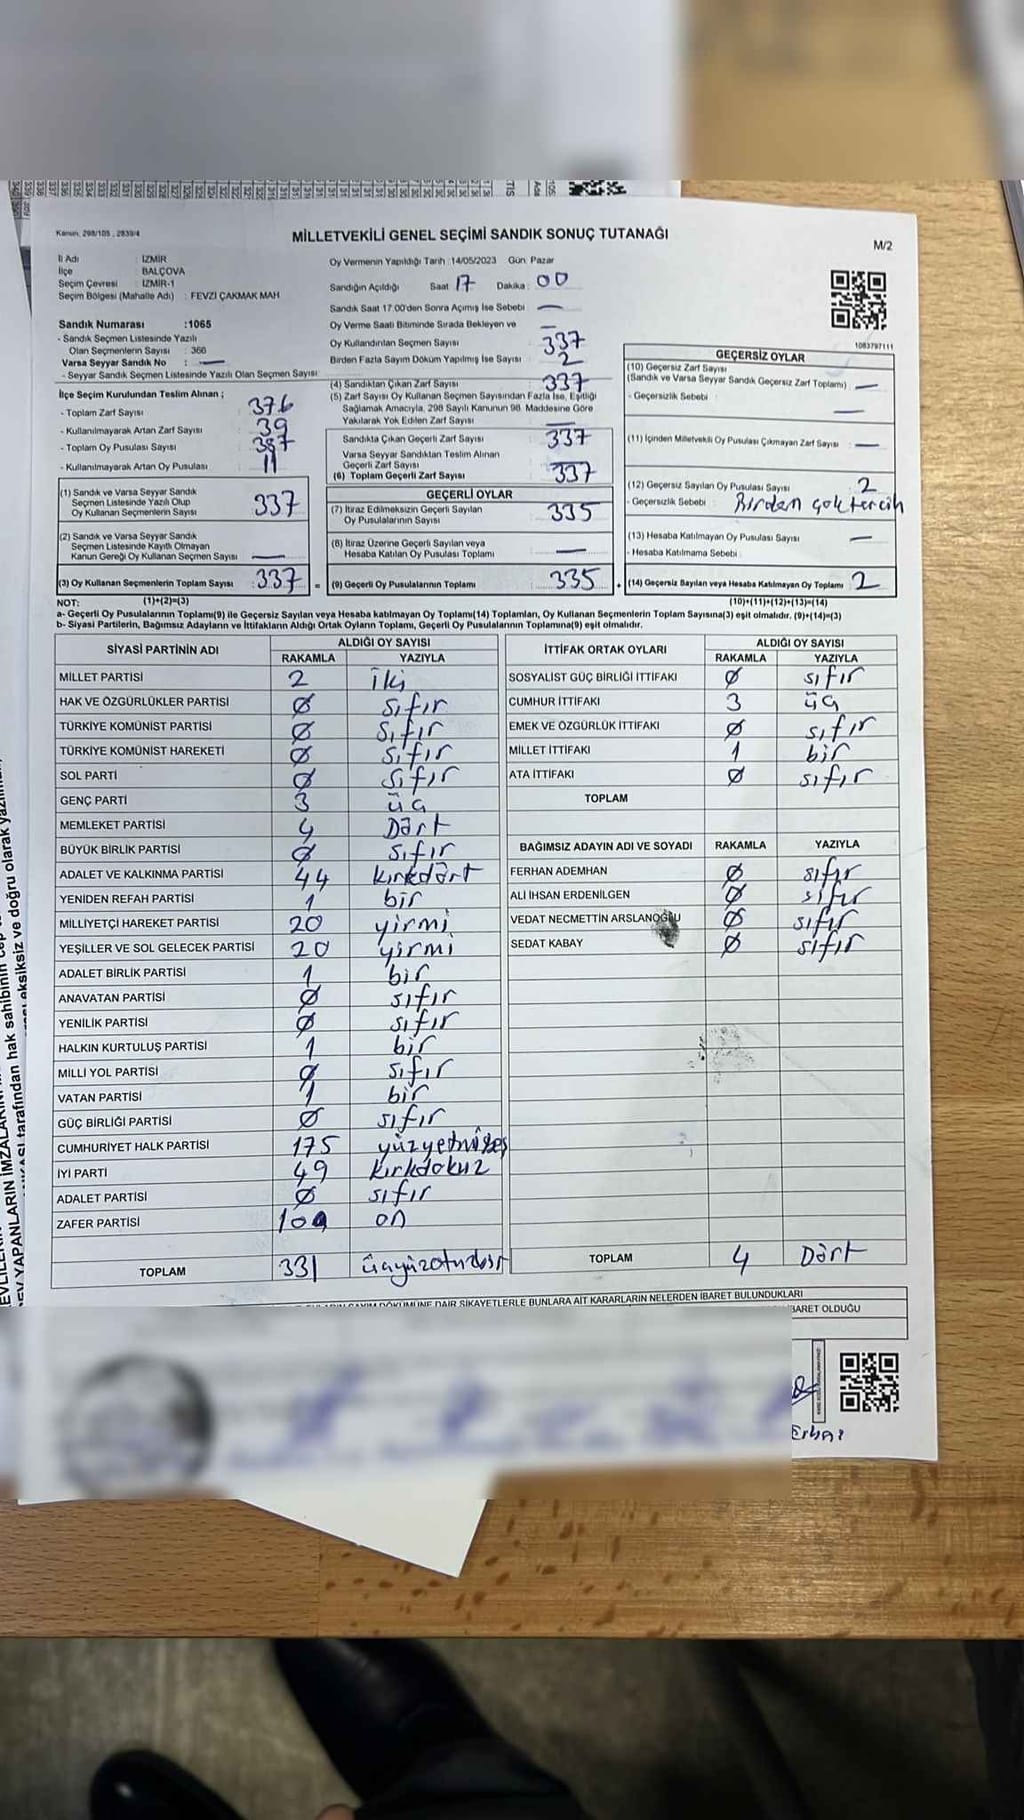 Kanun, 298/105 , 2839/4
MİLLETVEKİLİ GENEL SEÇİMİ SANDIK SONUÇ TUTANAĞI
M/2
İl Adı : İZMİR
İlçe : BALÇOVA
Seçim Çevresi : İZMİR-1
Seçim Bölgesi (Mahalle Adı) : FEVZİ ÇAKMAK MAH
Oy Vermenin Yapıldığı Tarih :14/05/2023 Gün: Pazar
Sandığın Açıldığı Saat 17 Dakika : 00
Sandık Saat 17:00'den Sonra Açımış İse Sebebi —
Oy Verme Saati Bitiminde Sırada Bekleyen ve —
Oy Kullandırılan Seçmen Sayısı 337
Birden Fazla Sayım Döküm Yapılmış İse Sayısı 2
Sandık Numarası :1065
- Sandık Seçmen Listesinde Yazılı
Olan Seçmenlerin Sayısı : 366
Varsa Seyyar Sandık No : —
- Seyyar Sandık Seçmen Listesinde Yazılı Olan Seçmen Sayısı:
İlçe Seçim Kurulundan Teslim Alınan ;
- Toplam Zarf Sayısı 376
- Kullanılmayarak Artan Zarf Sayısı 39
- Toplam Oy Pusulası Sayısı 387
- Kullanılmayarak Artan Oy Pusulası 11
(4) Sandıktan Çıkan Zarf Sayısı 337
(5) Zarf Sayısı Oy Kullanan Seçmen Sayısından Fazla İse, Eşitliği
Sağlamak Amacıyla, 298 Sayılı Kanunun 98. Maddesine Göre
Yakılarak Yok Edilen Zarf Sayısı —
Sandıkta Çıkan Geçerli Zarf Sayısı 337
Varsa Seyyar Sandıktan Teslim Alınan
Geçerli Zarf Sayısı —
(6) Toplam Geçerli Zarf Sayısı 337
1063797111
GEÇERSİZ OYLAR
(10) Geçersiz Zarf Sayısı
(Sandık ve Varsa Seyyar Sandık Geçersiz Zarf Toplamı) —
- Geçersizlik Sebebi : —
(11) İçinden Milletvekili Oy Pusulası Çıkmayan Zarf Sayısı : —
(12) Geçersiz Sayılan Oy Pusulası Sayısı 2
- Geçersizlik Sebebi : Birden çok tercih
(13) Hesaba Katılmayan Oy Pusulası Sayısı —
- Hesaba Katılmama Sebebi
(1) Sandık ve Varsa Seyyar Sandık
Seçmen Listesinde Yazılı Olup
Oy Kullanan Seçmenlerin Sayısı 337
(2) Sandık ve Varsa Seyyar Sandık
Seçmen Listesinde Kayıtlı Olmayan
Kanun Gereği Oy Kullanan Seçmen Sayısı —
GEÇERLİ OYLAR
(7) İtiraz Edilmeksizin Geçerli Sayılan
Oy Pusulalarının Sayısı 335
(8) İtiraz Üzerine Geçerli Sayılan veya
Hesaba Katılan Oy Pusulası Toplamı —
(3) Oy Kullanan Seçmenlerin Toplam Sayısı : 337 = (9) Geçerli Oy Pusulalarının Toplamı : 335 + (14) Geçersiz Sayılan veya Hesaba Katılmayan Oy Toplamı 2
NOT: (1)+(2)=(3) (10)+(11)+(12)+(13)=(14)
a- Geçerli Oy Pusulalarının Toplamı(9) ile Geçersiz Sayılan veya Hesaba katılmayan Oy Toplamı(14) Toplamları, Oy Kullanan Seçmenlerin Toplam Sayısına(3) eşit olmalıdır. (9)+(14)=(3)
b- Siyasi Partilerin, Bağımsız Adayların ve İttifakların Aldığı Ortak Oyların Toplamı, Geçerli Oy Pusulalarının Toplamına(9) eşit olmalıdır.
SİYASİ PARTİNİN ADI ALDIĞI OY SAYISI
RAKAMLA YAZIYLA
MİLLET PARTİSİ 2 iki
HAK VE ÖZGÜRLÜKLER PARTİSİ 0 sıfır
TÜRKİYE KOMÜNİST PARTİSİ 0 sıfır
TÜRKİYE KOMÜNİST HAREKETİ 0 sıfır
SOL PARTİ 0 sıfır
GENÇ PARTİ 3 üç
MEMLEKET PARTİSİ 4 Dört
BÜYÜK BİRLİK PARTİSİ 0 sıfır
ADALET VE KALKINMA PARTİSİ 44 kırkdört
YENİDEN REFAH PARTİSİ 1 bir
MİLLİYETÇİ HAREKET PARTİSİ 20 yirmi
YEŞİLLER VE SOL GELECEK PARTİSİ 20 yirmi
ADALET BİRLİK PARTİSİ 1 bir
ANAVATAN PARTİSİ 0 sıfır
YENİLİK PARTİSİ 0 sıfır
HALKIN KURTULUŞ PARTİSİ 1 bir
MİLLİ YOL PARTİSİ 0 sıfır
VATAN PARTİSİ 1 bir
GÜÇ BİRLİĞİ PARTİSİ 0 sıfır
CUMHURİYET HALK PARTİSİ 175 yüzyetmişbeş
İYİ PARTİ 49 kırkdokuz
ADALET PARTİSİ 0 sıfır
ZAFER PARTİSİ 10 on
TOPLAM 331 üçyüzotuzbir
İTTİFAK ORTAK OYLARI ALDIĞI OY SAYISI
RAKAMLA YAZIYLA
SOSYALİST GÜÇ BİRLİĞİ İTTİFAKI 0 sıfır
CUMHUR İTTİFAKI 3 üç
EMEK VE ÖZGÜRLÜK İTTİFAKI 0 sıfır
MİLLET İTTİFAKI 1 bir
ATA İTTİFAKI 0 sıfır
TOPLAM
BAĞIMSIZ ADAYIN ADI VE SOYADI RAKAMLA YAZIYLA
FERHAN ADEMHAN 0 sıfır
ALİ İHSAN ERDENİLGEN 0 sıfır
VEDAT NECMETTİN ARSLANOĞLU 0 sıfır
SEDAT KABAY 0 sıfır
TOPLAM 4 Dört
DÖKÜMÜNE DAİR ŞİKAYETLERLE BUNLARA AİT KARARLARIN NELERDEN İBARET BULUNDUKLARI
İBARET OLDUĞU